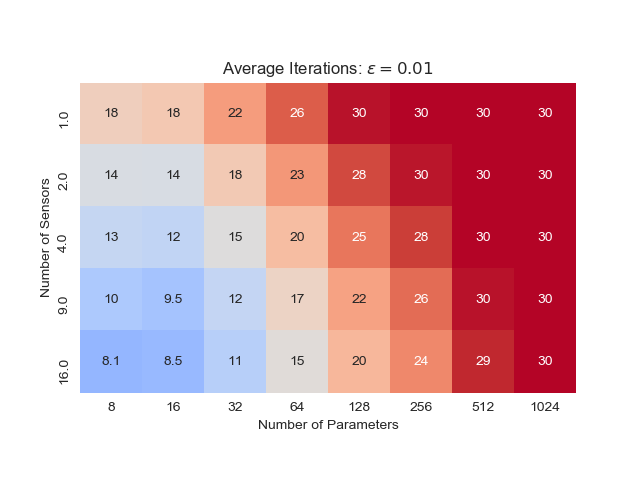 Average Iterations: ε = 0.01
Number of Sensors
1.0 18 18 22 26 30 30 30 30
2.0 14 14 18 23 28 30 30 30
4.0 13 12 15 20 25 28 30 30
9.0 10 9.5 12 17 22 26 30 30
16.0 8.1 8.5 11 15 20 24 29 30
8 16 32 64 128 256 512 1024
Number of Parameters